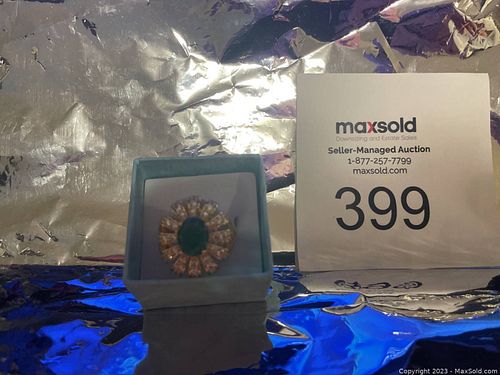 maxsold
Downsizing and Estate Sales
Seller-Managed Auction
1-877-257-7799
maxsold.com
399
Copyright 2023 - MaxSold.com